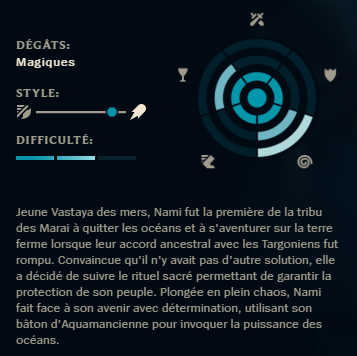 DÉGÂTS:
Magiques
STYLE:
DIFFICULTÉ:
Jeune Vastaya des mers, Nami fut la première de la tribu
des Marai à quitter les océans et à s'aventurer sur la terre
ferme lorsque leur accord ancestral avec les Targoniens fut
rompu. Convaincue qu'il n'y avait pas d'autre solution, elle
a décidé de suivre le rituel sacré permettant de garantir la
protection de son peuple. Plongée en plein chaos, Nami
fait face à son avenir avec détermination, utilisant son
bâton d'Aquamancienne pour invoquer la puissance des
océans.